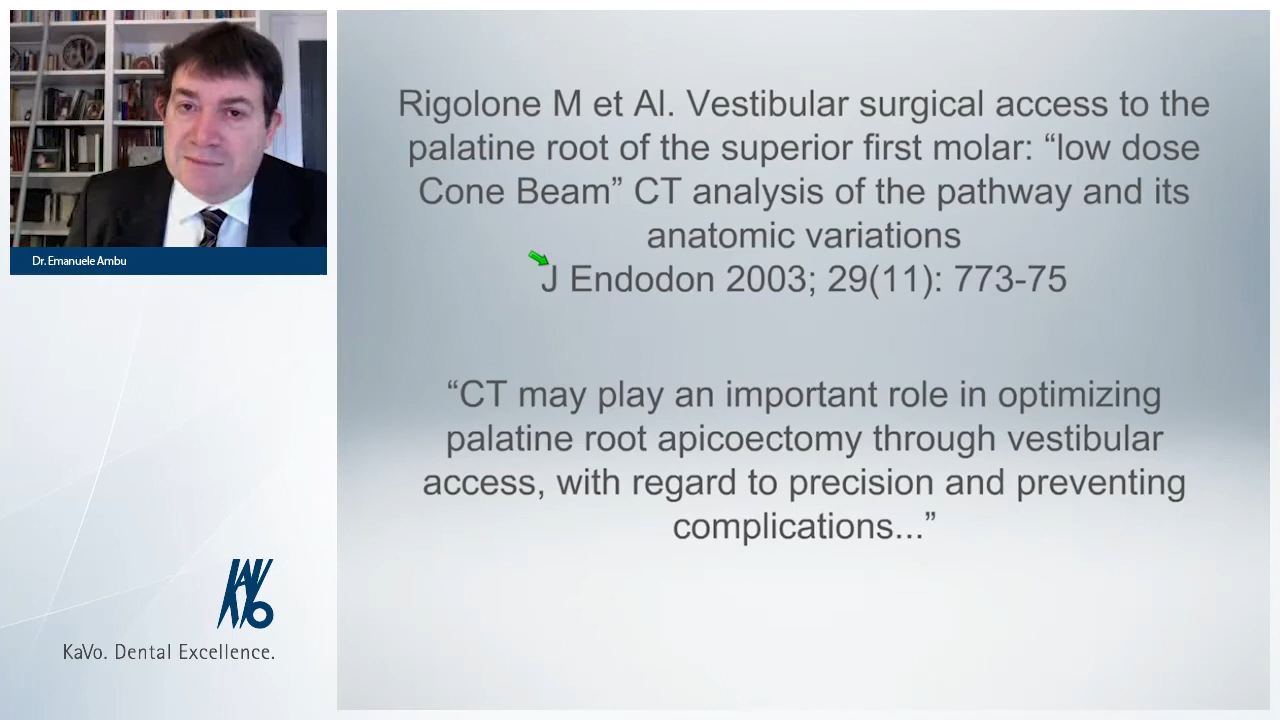 Dr. Emanuele Ambu
Rigolone M et Al. Vestibular surgical access to the
palatine root of the superior first molar: “low dose
Cone Beam” CT analysis of the pathway and its
anatomic variations
J Endodon 2003; 29(11): 773-75
“CT may play an important role in optimizing
palatine root apicoectomy through vestibular
access, with regard to precision and preventing
complications...”
KaVo
KaVo. Dental Excellence.